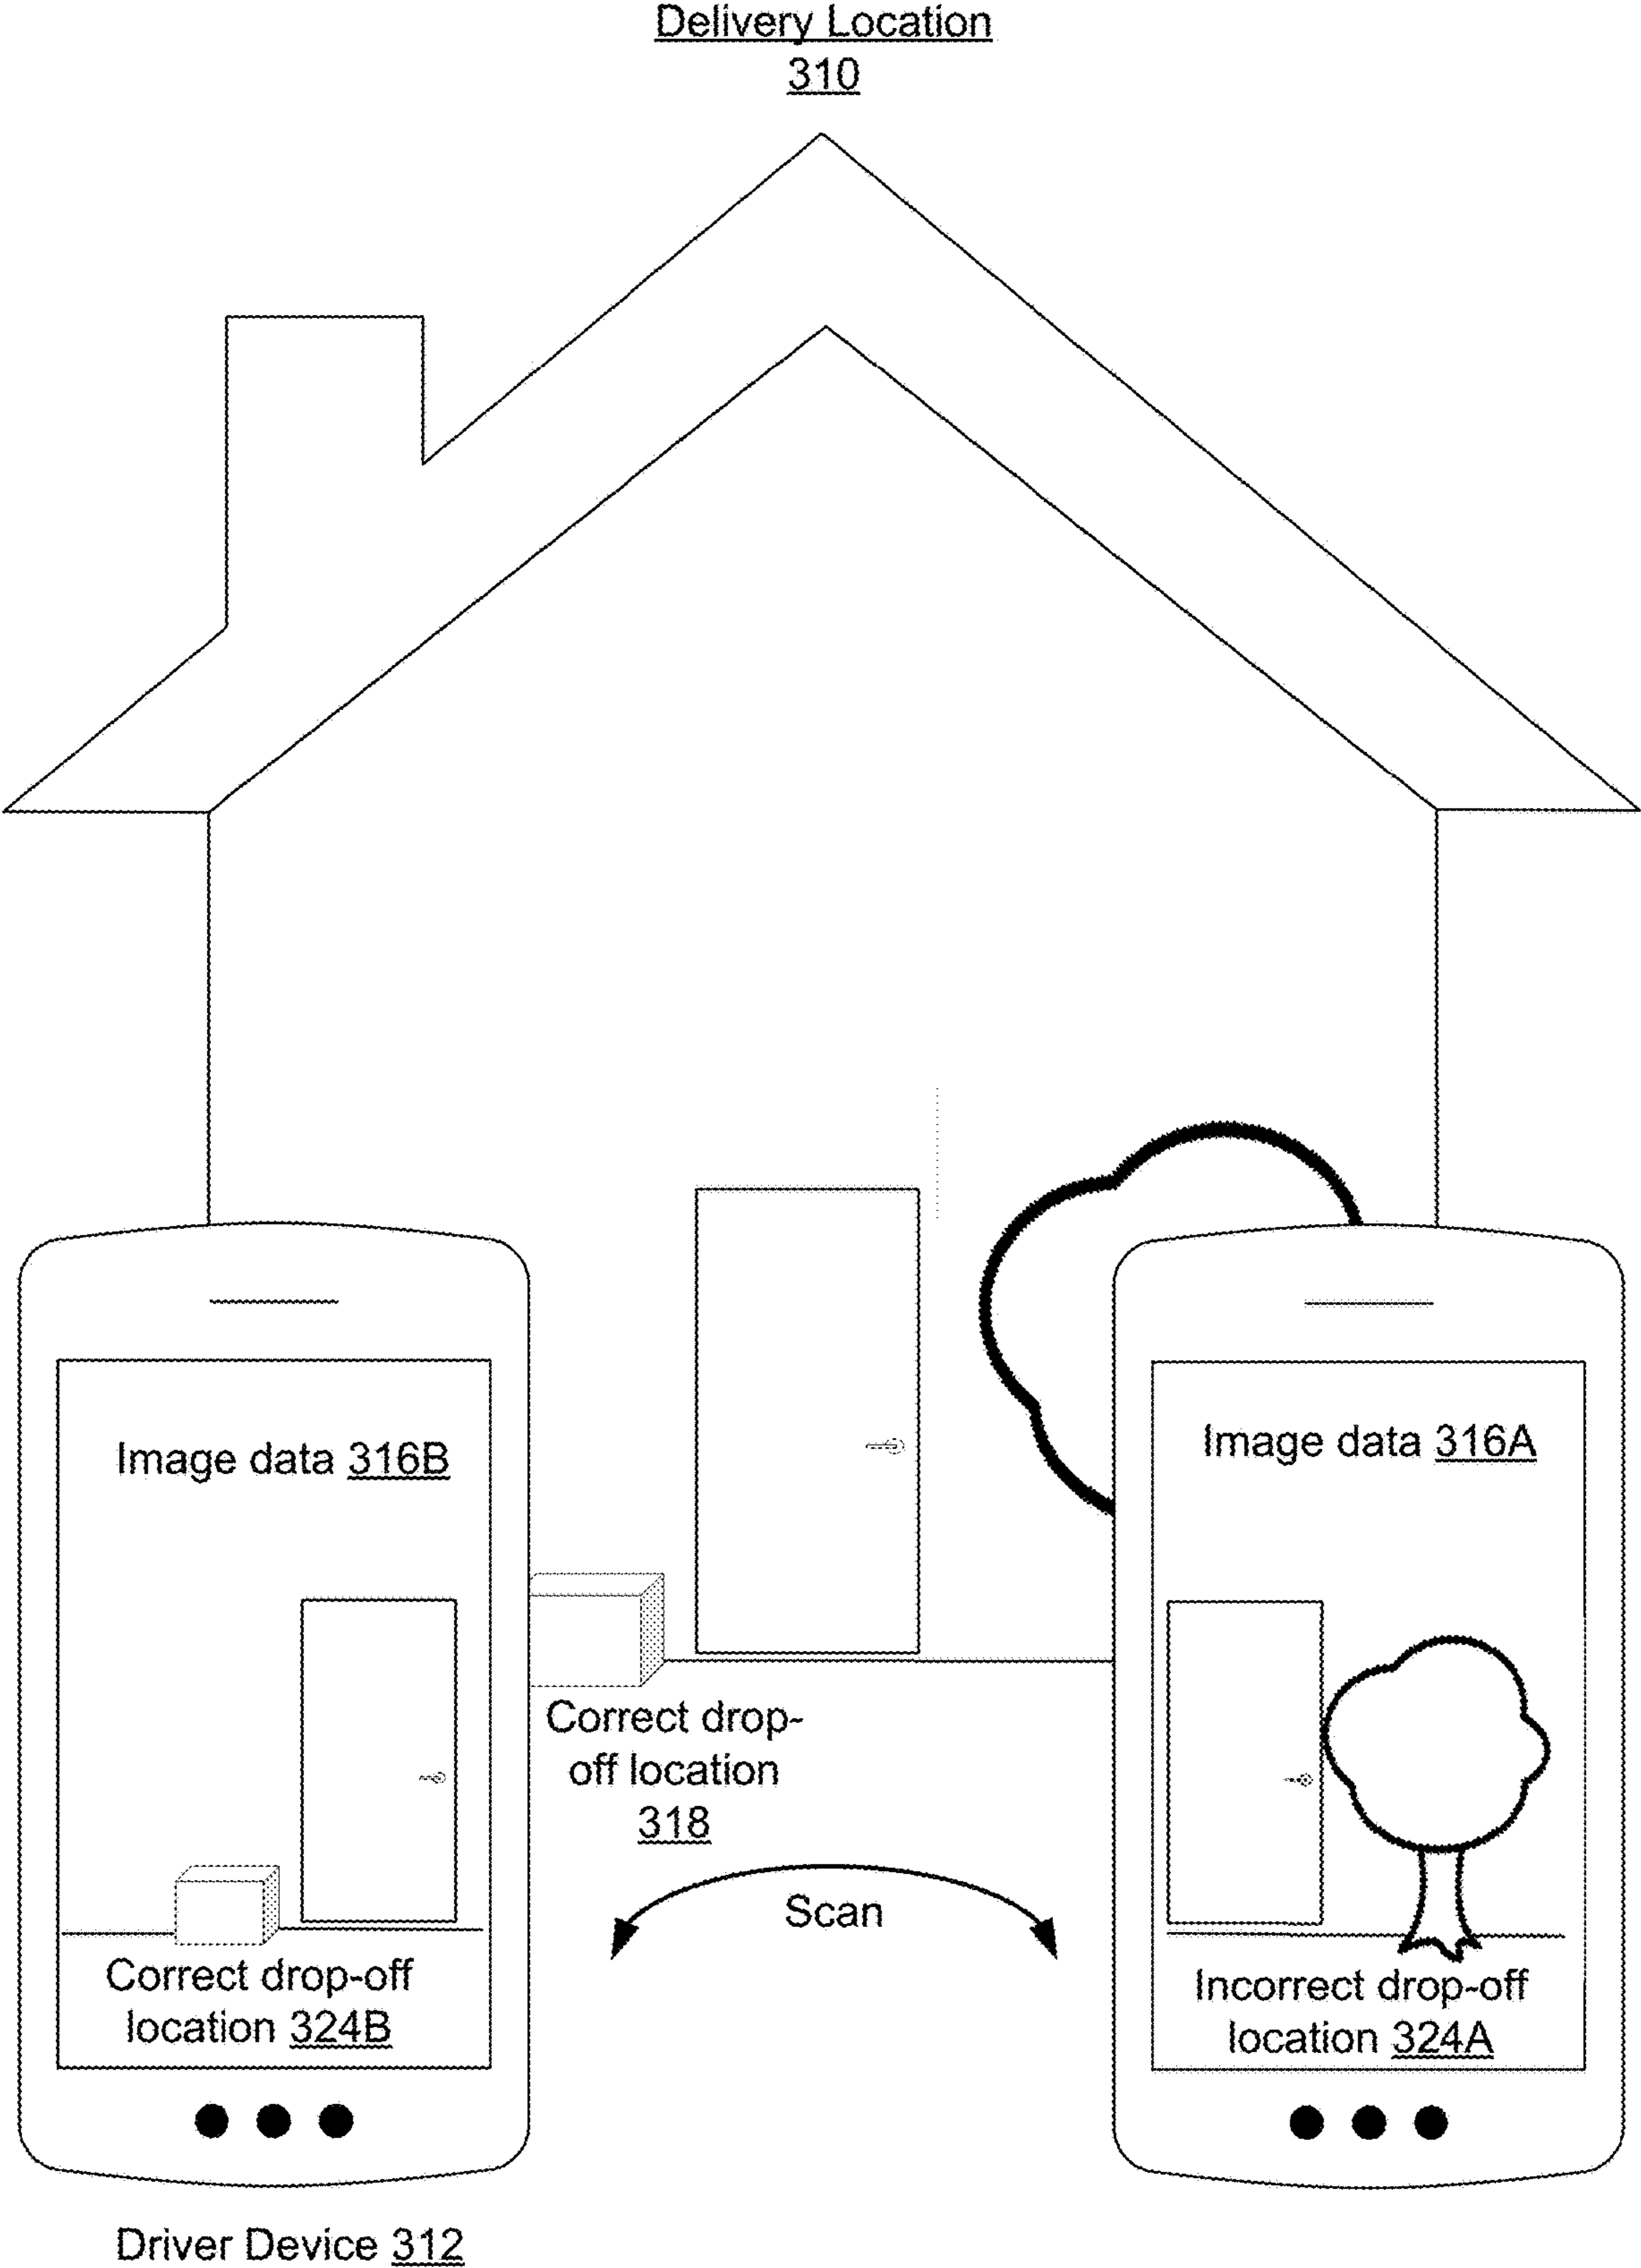 Delivery Location
310
Image data 316B
Image data 316A
Correct drop-
off location
318
Scan
Correct drop-off
location 324B
Incorrect drop-off
location 324A
Driver Device 312